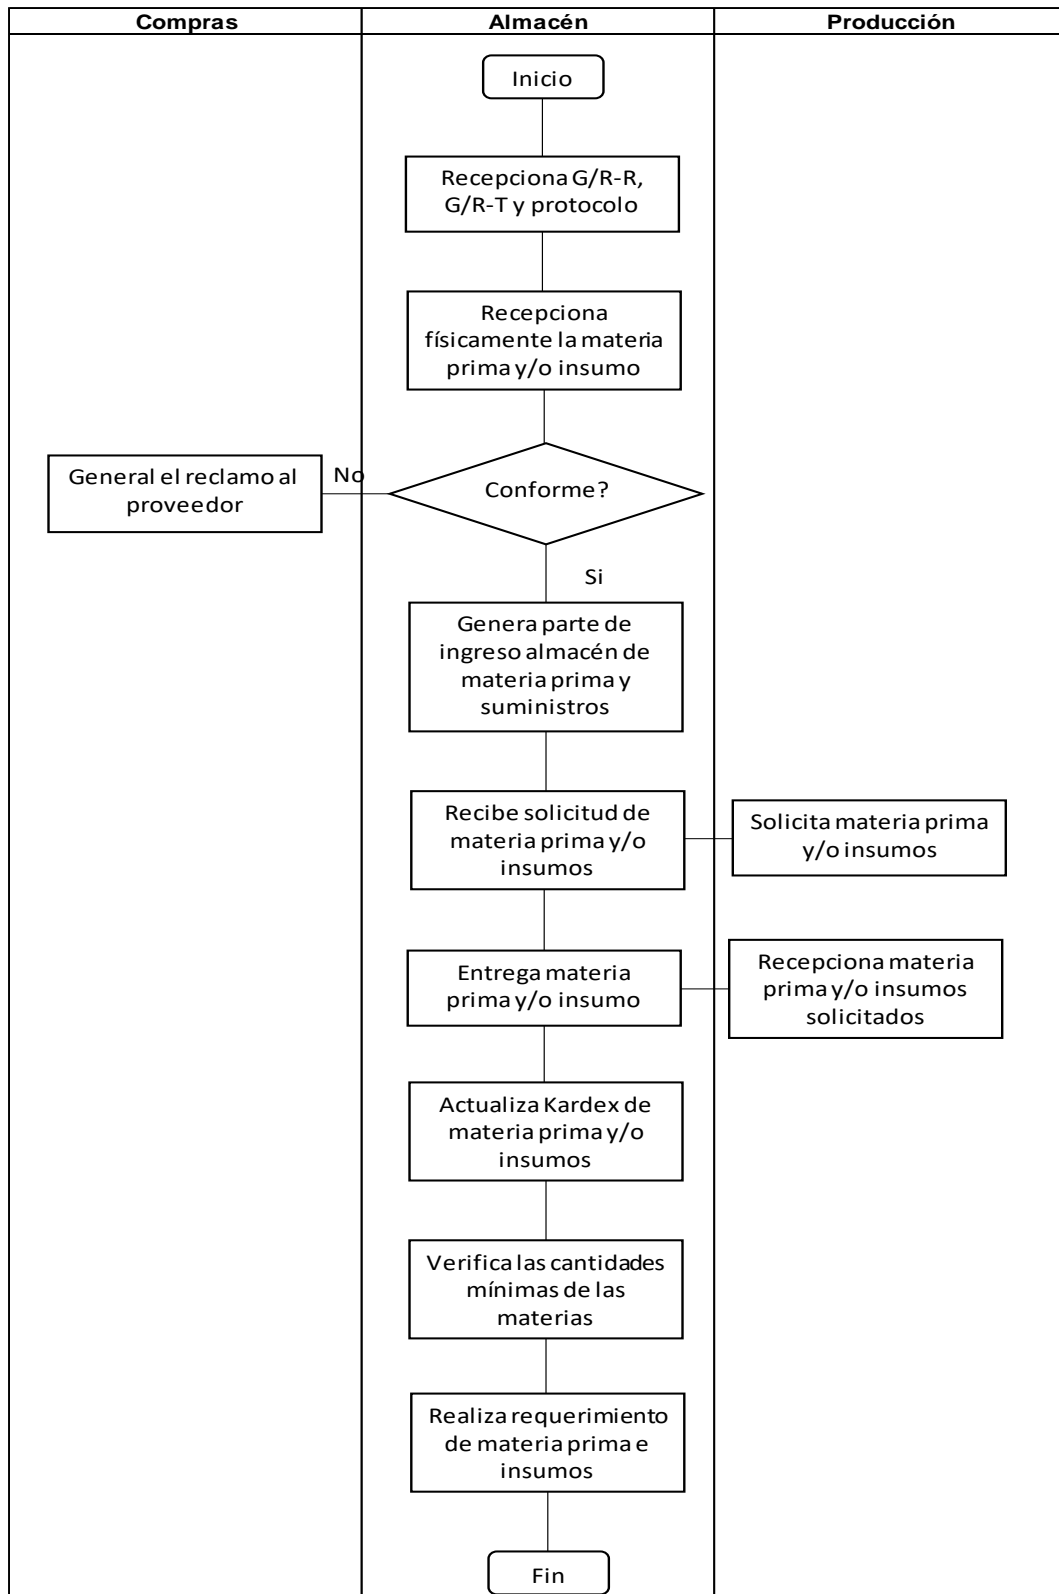 Compras
Almacén
Producción
Inicio
Recepciona G/R-R,
G/R-T y protocolo
Recepciona
físicamente la materia
prima y/o insumo
General el reclamo al
proveedor
No
Conforme?
Si
Genera parte de
ingreso almacén de
materia prima y
suministros
Recibe solicitud de
materia prima y/o
insumos
Solicita materia prima
y/o insumos
Entrega materia
prima y/o insumo
Recepciona materia
prima y/o insumos
solicitados
Actualiza Kardex de
materia prima y/o
insumos
Verifica las cantidades
mínimas de las
materias
Realiza requerimiento
de materia prima e
insumos
Fin